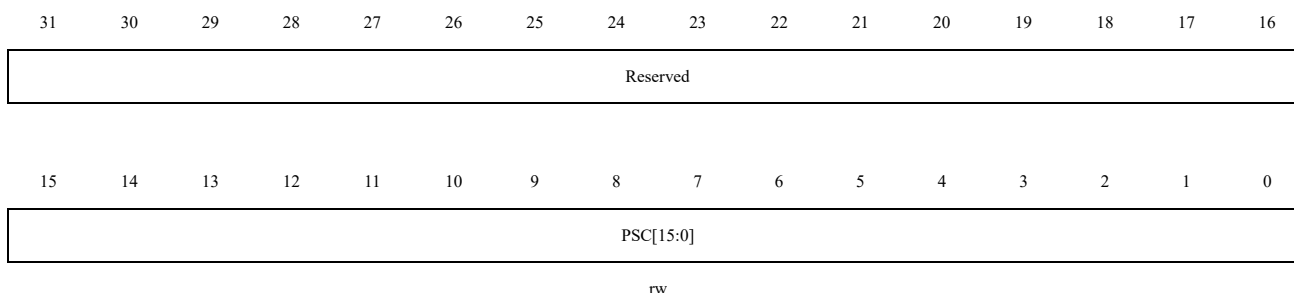 31 30 29 28 27 26 25 24 23 22 21 20 19 18 17 16
Reserved
15 14 13 12 11 10 9 8 7 6 5 4 3 2 1 0
PSC[15:0]
rw